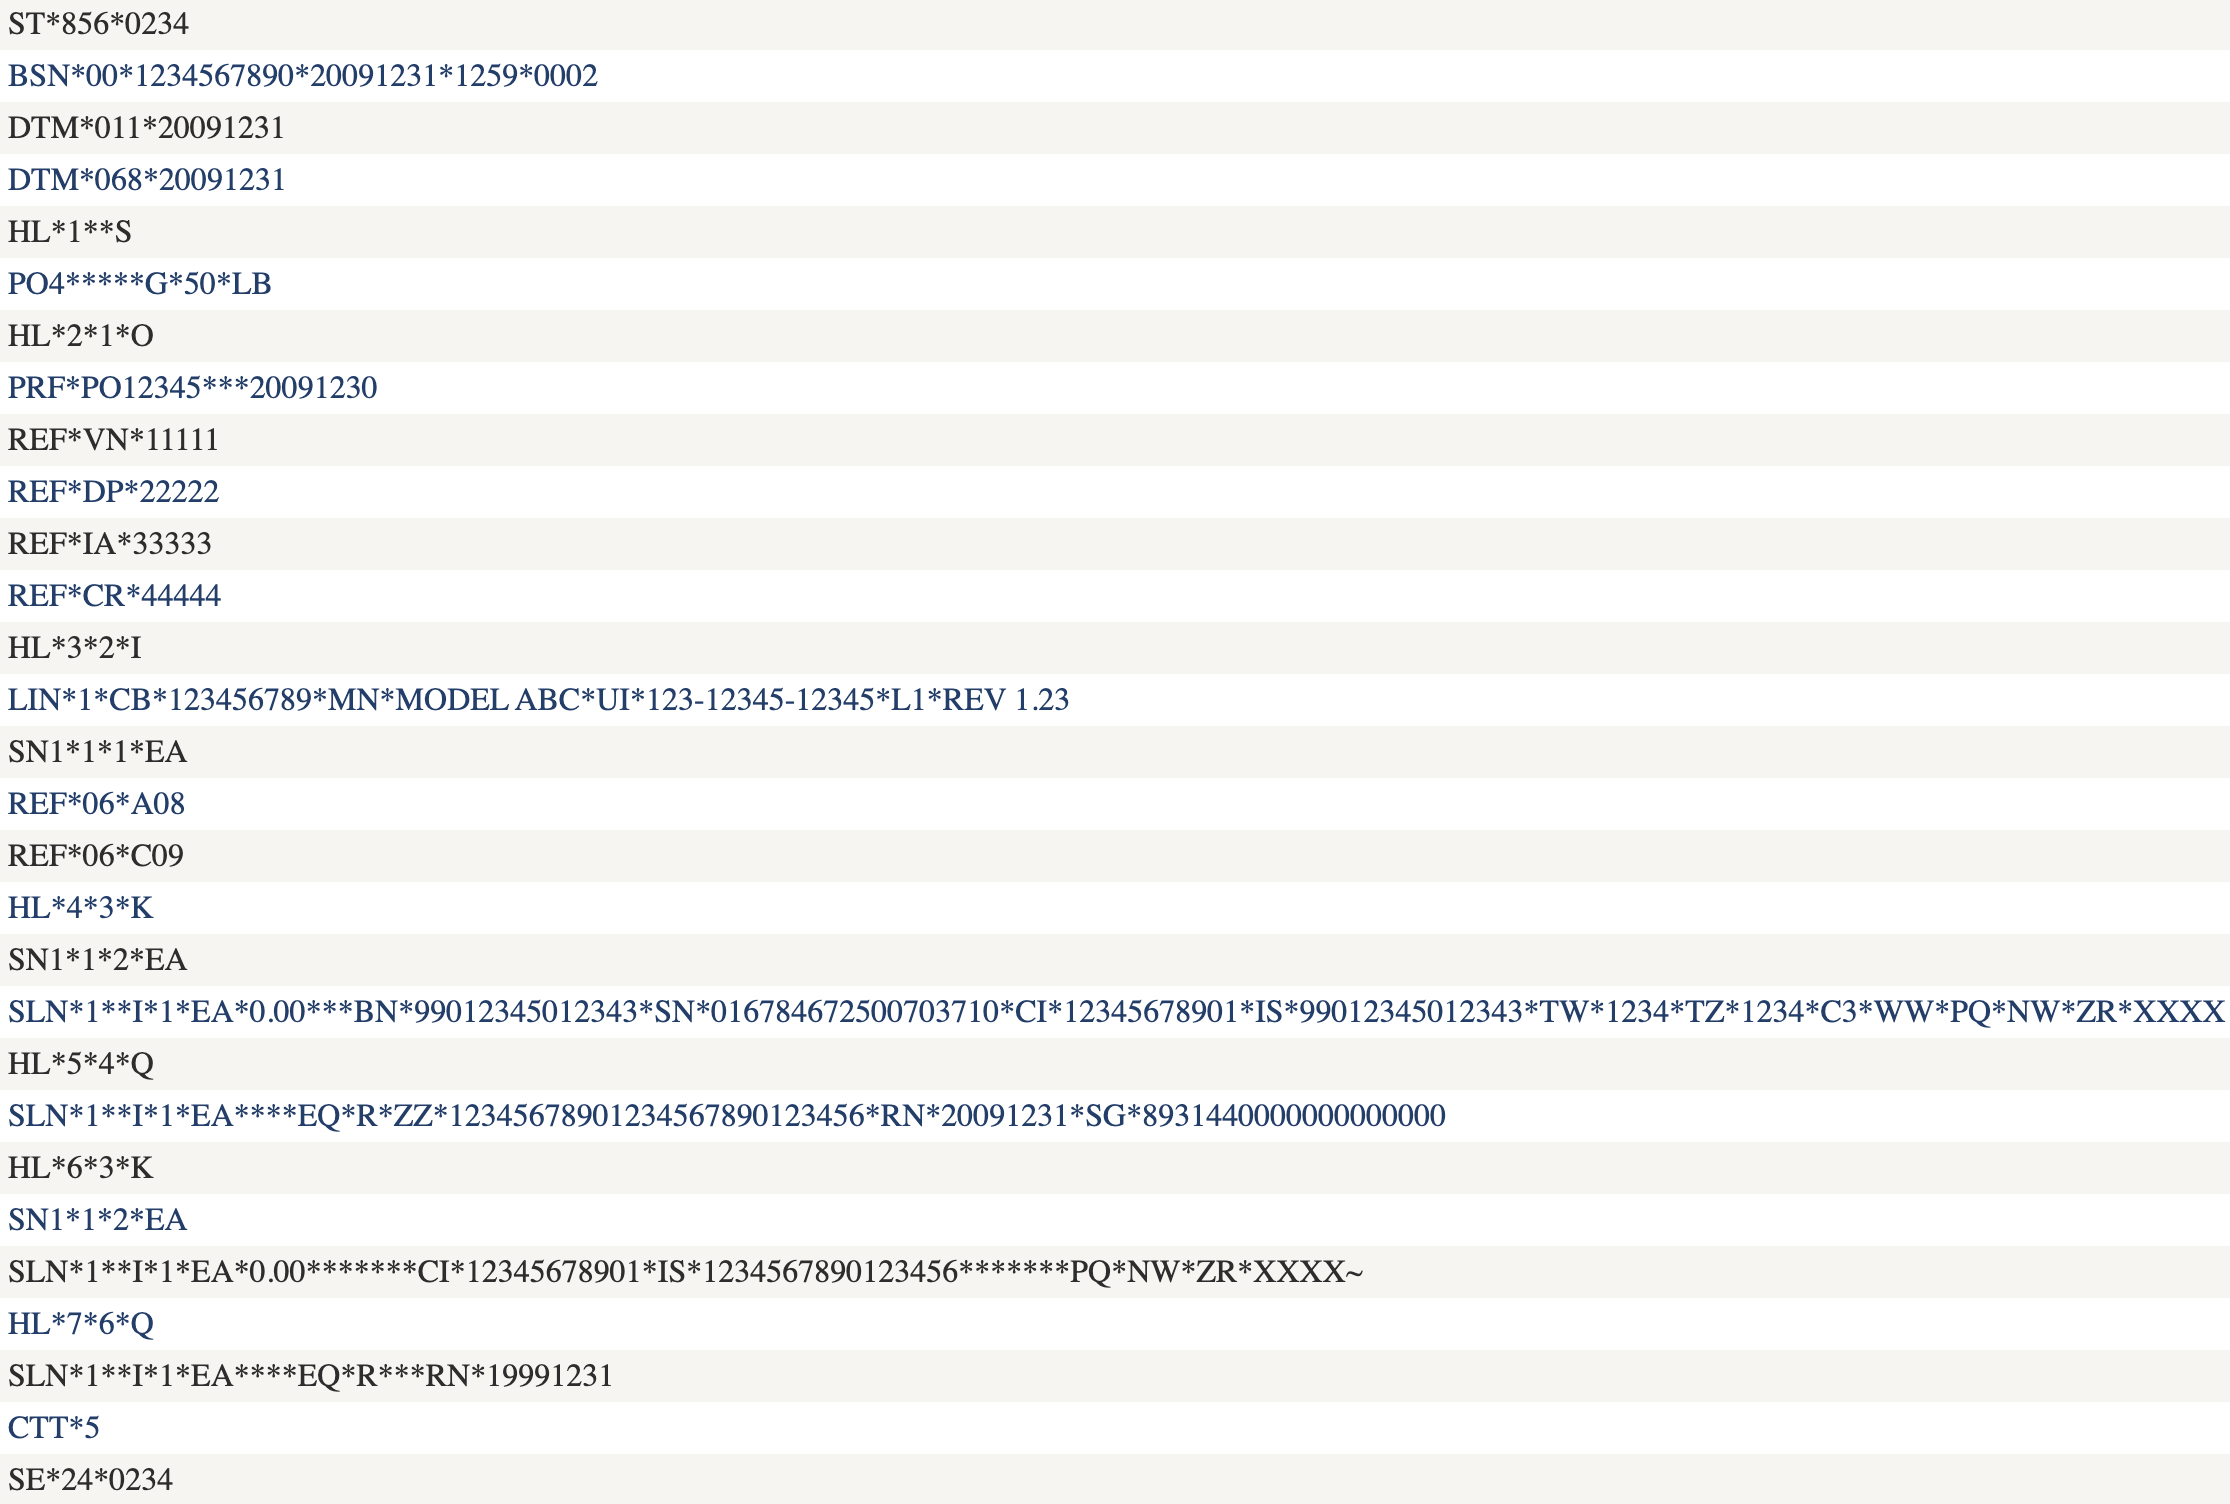 ST*856*0234
BSN*00*1234567890*20091231*1259*0002
DTM*011*20091231
DTM*068*20091231
HL*1**S
PO4*****G*50*LB
HL*2*1*O
PRF*PO12345***20091230
REF*VN*11111
REF*DP*22222
REF*IA*33333
REF*CR*44444
HL*3*2*I
LIN*1*CB*123456789*MN*MODEL ABC*UI*123-12345-12345*L1*REV 1.23
SN1*1*1*EA
REF*06*A08
REF*06*C09
HL*4*3*K
SN1*1*2*EA
SLN*1**I*1*EA*0.00***BN*99012345012343*SN*016784672500703710*CI*12345678901*IS*99012345012343*TW*1234*TZ*1234*C3*WW*PQ*NW*ZR*XXXX
HL*5*4*Q
SLN*1**I*1*EA****EQ*R*ZZ*12345678901234567890123456*RN*20091231*SG*8931440000000000000
HL*6*3*K
SN1*1*2*EA
SLN*1**I*1*EA*0.00*******CI*12345678901*IS*1234567890123456*******PQ*NW*ZR*XXXX~
HL*7*6*Q
SLN*1**I*1*EA****EQ*R***RN*19991231
CTT*5
SE*24*0234